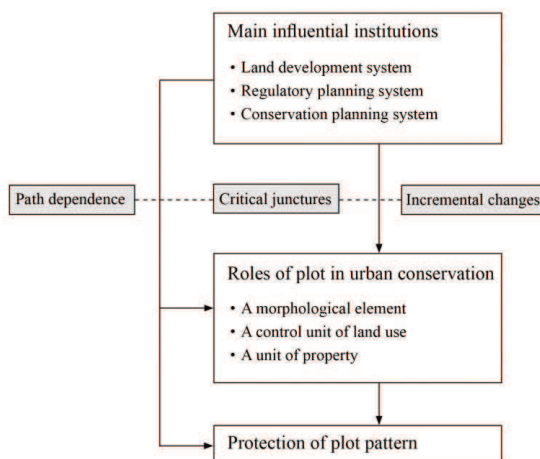 Main influential institutions
• Land development system
• Regulatory planning system
• Conservation planning system
Path dependence
Critical junctures
Incremental changes
Roles of plot in urban conservation
• A morphological element
• A control unit of land use
• A unit of property
Protection of plot pattern